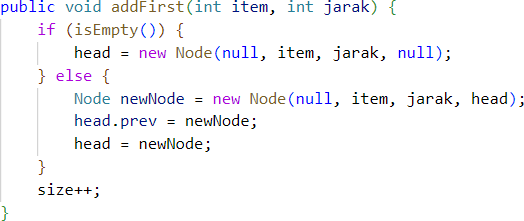 public void addFirst(int item, int jarak) {
    if (isEmpty()) {
        head = new Node(null, item, jarak, null);
    } else {
        Node newNode = new Node(null, item, jarak, head);
        head.prev = newNode;
        head = newNode;
    }
    size++;
}